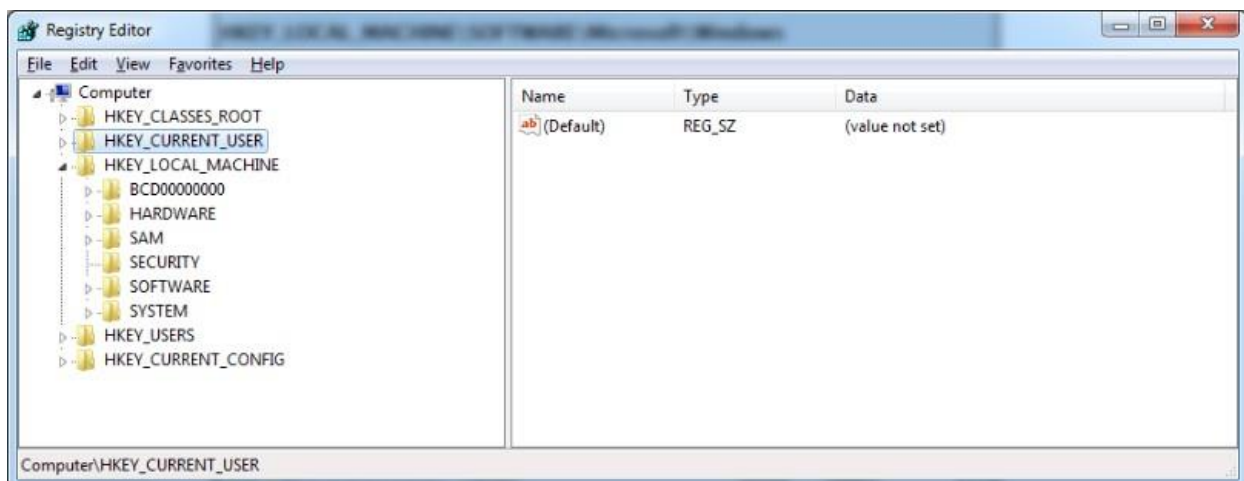 Registry Editor
File Edit View Favorites Help
Computer
HKEY_CLASSES_ROOT
HKEY_CURRENT_USER
HKEY_LOCAL_MACHINE
BCD00000000
HARDWARE
SAM
SECURITY
SOFTWARE
SYSTEM
HKEY_USERS
HKEY_CURRENT_CONFIG
Name Type Data
ab (Default) REG_SZ (value not set)
Computer\HKEY_CURRENT_USER